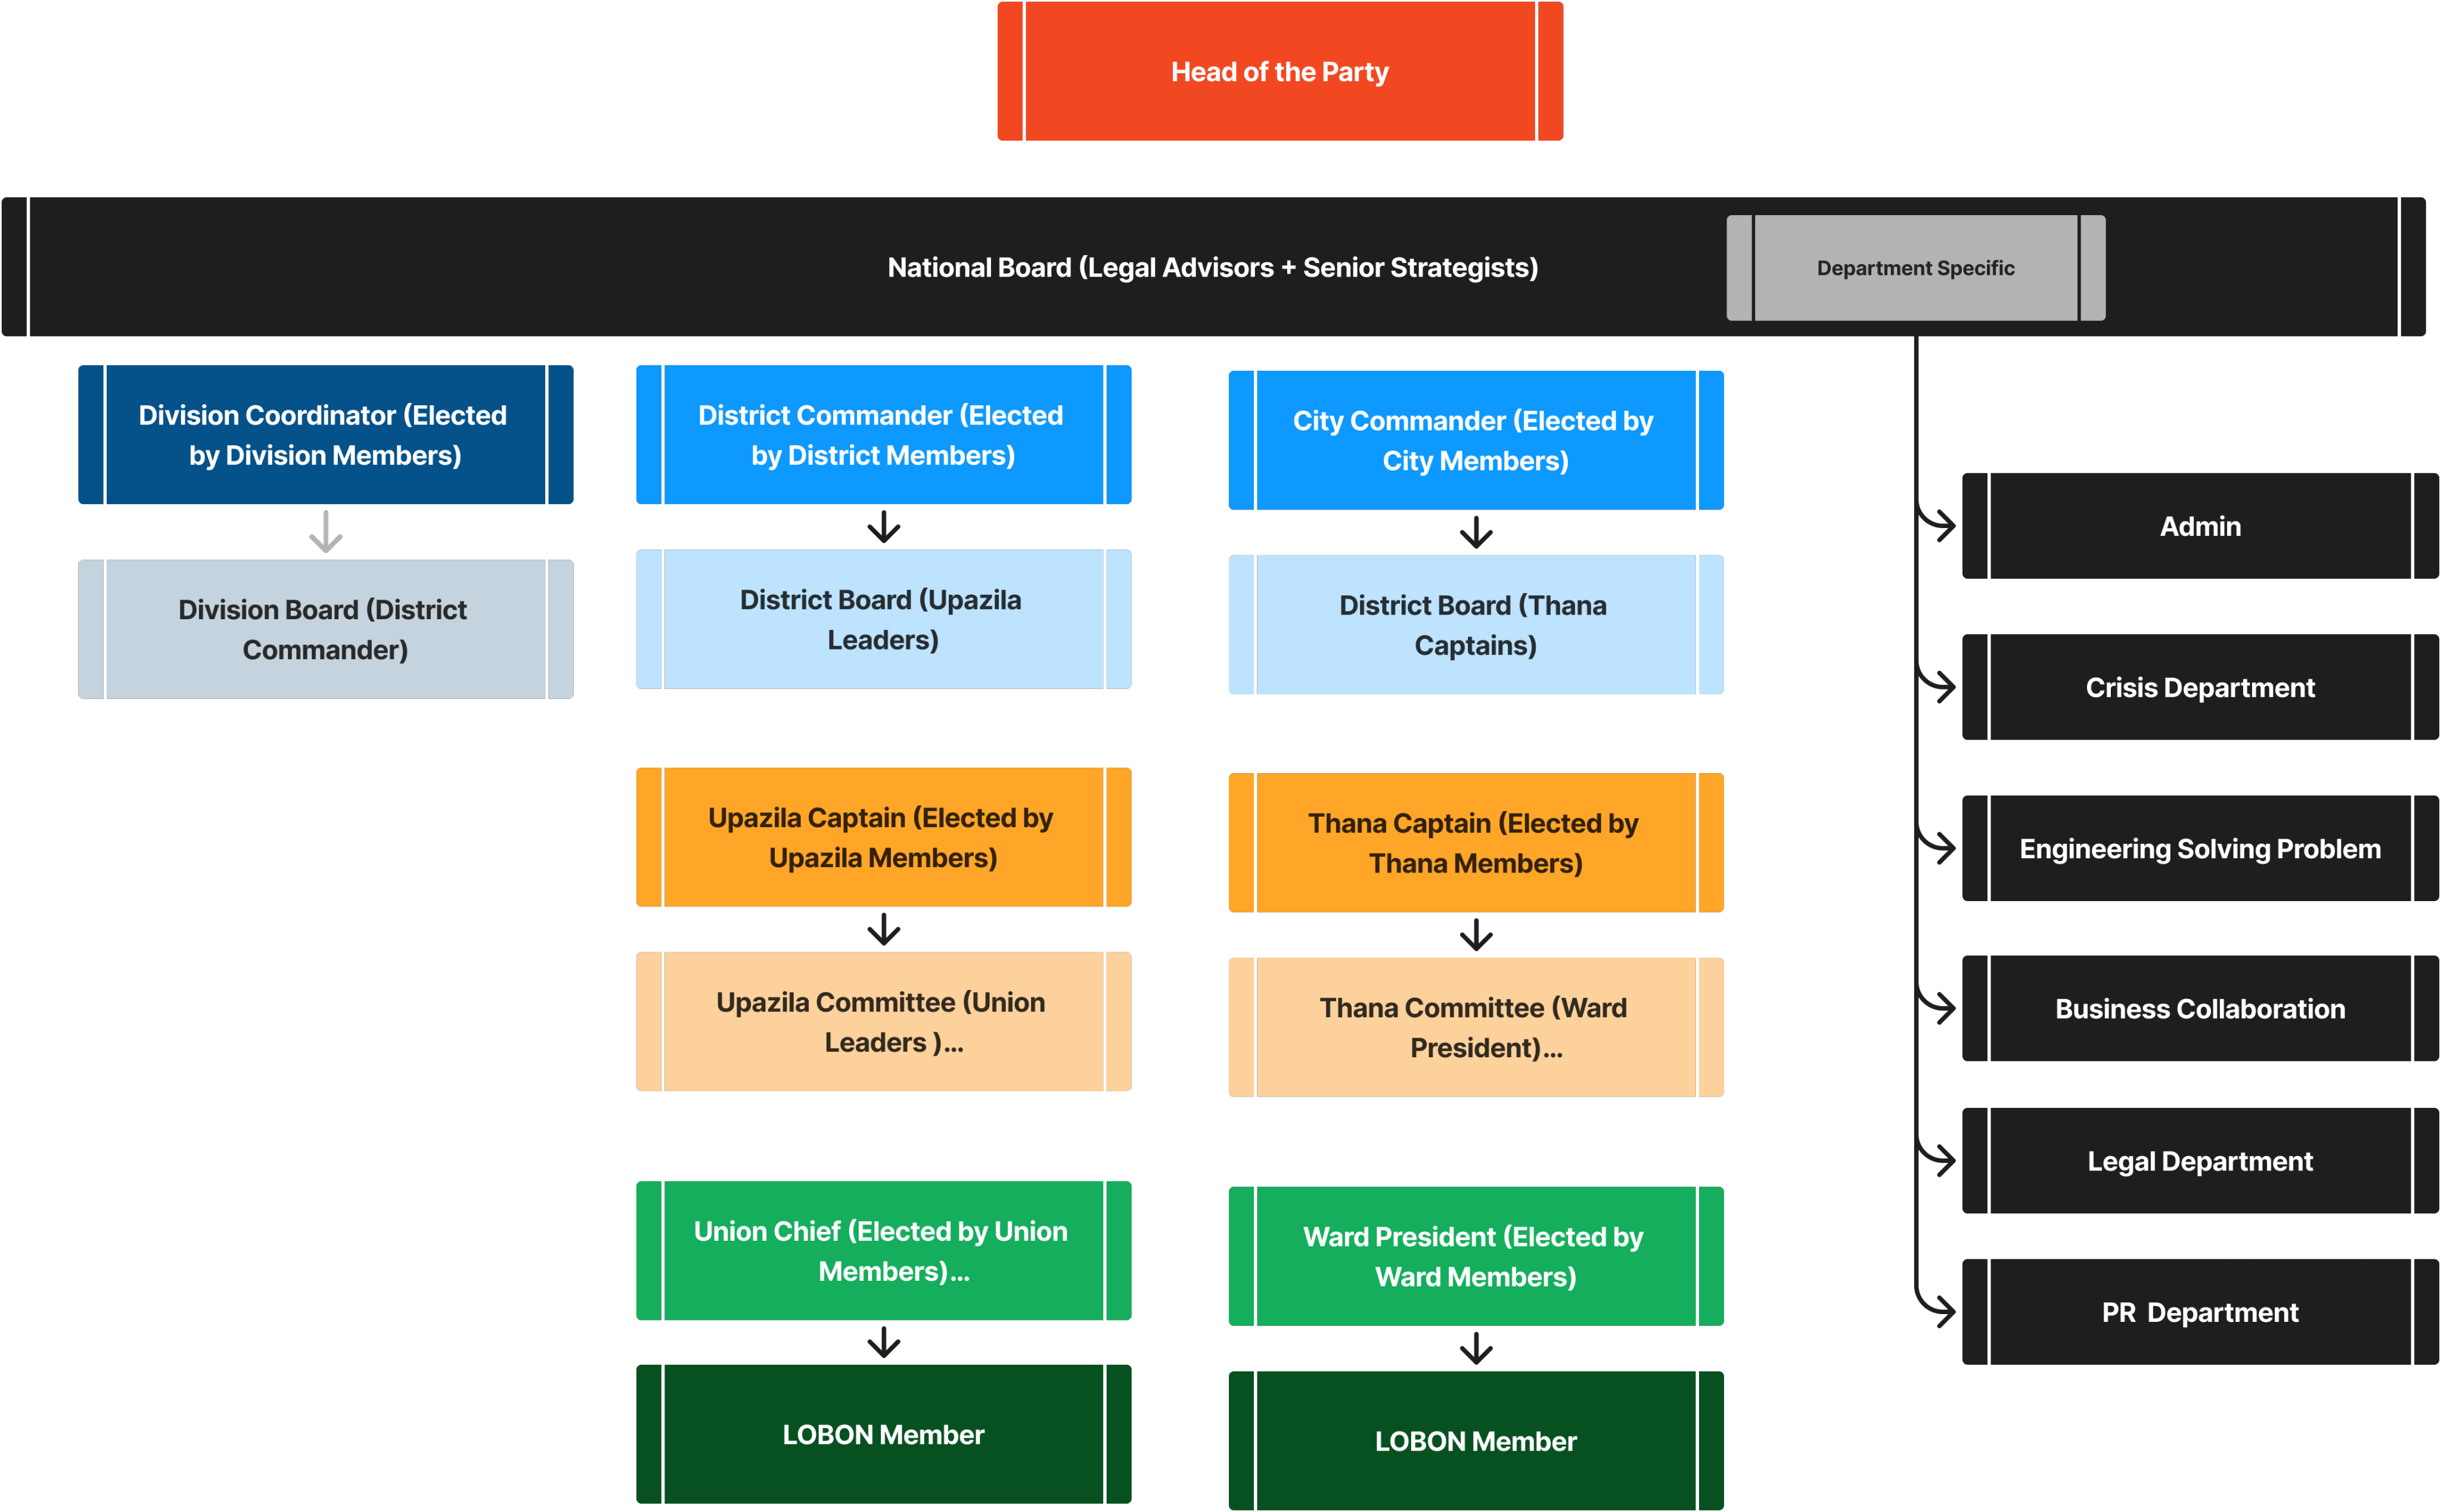 Head of the Party
National Board (Legal Advisors + Senior Strategists)
Department Specific
Division Coordinator (Elected
by Division Members)
Division Board (District
Commander)
District Commander (Elected
by District Members)
District Board (Upazila
Leaders)
Upazila Captain (Elected by
Upazila Members)
Upazila Committee (Union
Leaders )...
Union Chief (Elected by Union
Members)...
LOBON Member
City Commander (Elected by
City Members)
District Board (Thana
Captains)
Thana Captain (Elected by
Thana Members)
Thana Committee (Ward
President)...
Ward President (Elected by
Ward Members)
LOBON Member
Admin
Crisis Department
Engineering Solving Problem
Business Collaboration
Legal Department
PR  Department